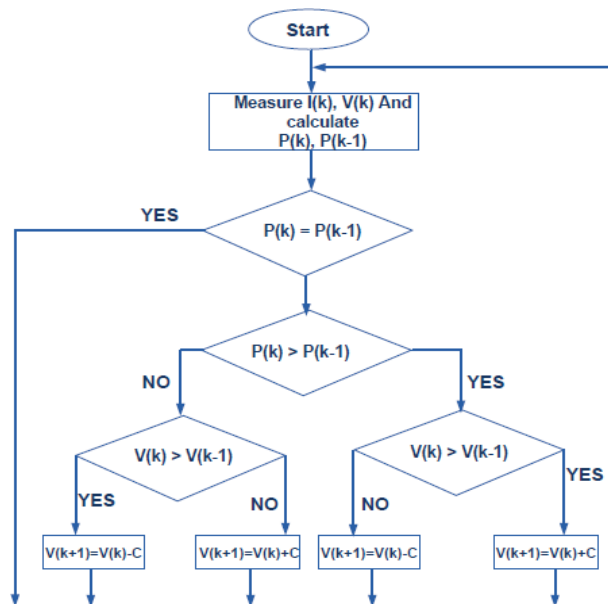 Start
Measure I(k), V(k) And
calculate
P(k), P(k-1)
YES
P(k) = P(k-1)
P(k) > P(k-1)
NO
YES
V(k) > V(k-1)
V(k) > V(k-1)
YES
NO
NO
YES
V(k+1)=V(k)-C
V(k+1)=V(k)+C
V(k+1)=V(k)-C
V(k+1)=V(k)+C